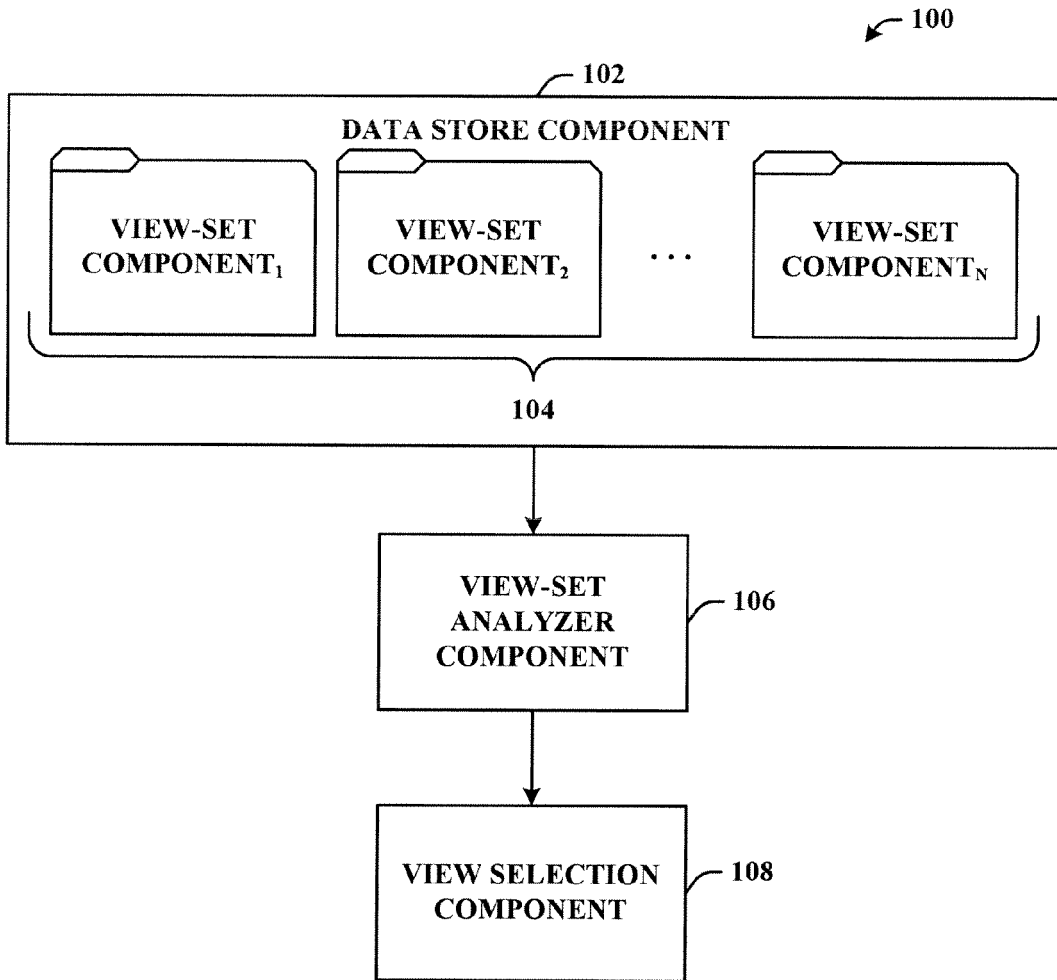 100
102
DATA STORE COMPONENT
VIEW-SET
COMPONENT₁
VIEW-SET
COMPONENT₂
...
VIEW-SET
COMPONENT_N
104
VIEW-SET
ANALYZER
COMPONENT
106
VIEW SELECTION
COMPONENT
108